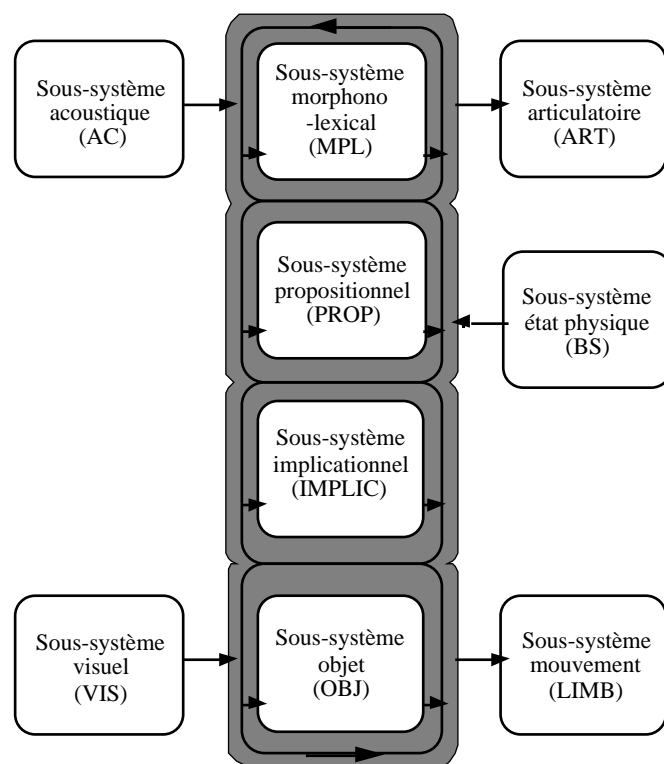 Sous-système
acoustique
(AC)
Sous-système
morphono
-lexical
(MPL)
Sous-système
articulatoire
(ART)
Sous-système
propositionnel
(PROP)
Sous-système
état physique
(BS)
Sous-système
implicationnel
(IMPLIC)
Sous-système
visuel
(VIS)
Sous-système
objet
(OBJ)
Sous-système
mouvement
(LIMB)